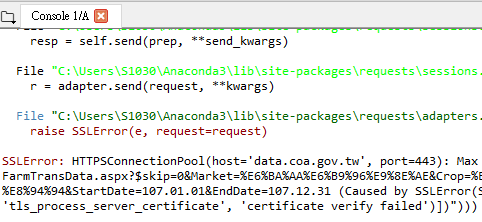 Console 1/A
resp = self.send(prep, **send_kwargs)
File "C:\Users\S1030\Anaconda3\lib\site-packages\requests\sessions.
r = adapter.send(request, **kwargs)
File "C:\Users\S1030\Anaconda3\lib\site-packages\requests\adapters.
raise SSLError(e, request=request)
SSLError: HTTPSConnectionPool(host='data.coa.gov.tw', port=443): Max
FarmTransData.aspx?$skip=0&Market=%E6%BA%AA%E6%B9%96%E9%8E%AE&Crop=%E
%E8%94%94&StartDate=107.01.01&EndDate=107.12.31 (Caused by SSLError(S
'tls_process_server_certificate', 'certificate verify failed')])")))